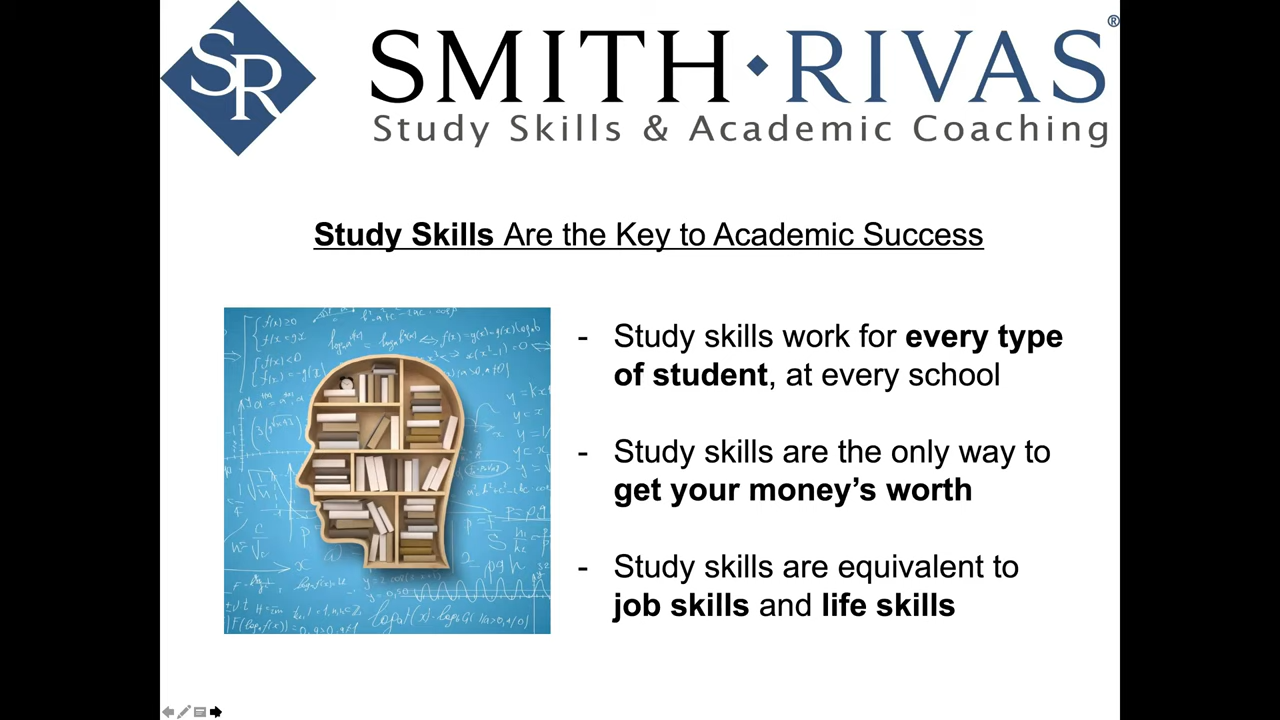 SR
SMITH RIVAS®
Study Skills & Academic Coaching
Study Skills Are the Key to Academic Success
- Study skills work for every type
of student, at every school
- Study skills are the only way to
get your money’s worth
- Study skills are equivalent to
job skills and life skills